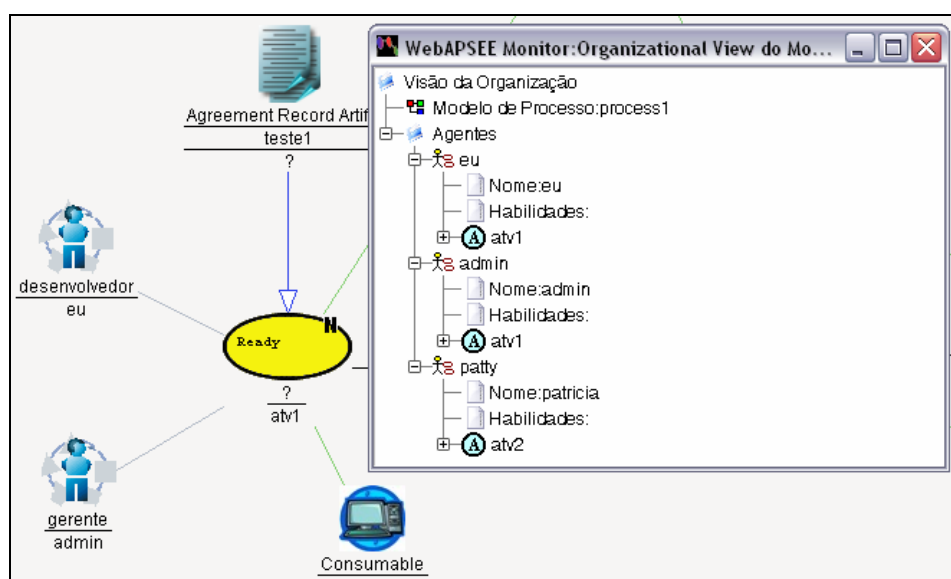 WebAPSEE Monitor:Organizational View do Mo...
Visão da Organização
Modelo de Processo:process1
Agentes
eu
Nome:eu
Habilidades:
A atv1
admin
Nome:admin
Habilidades:
A atv1
patty
Nome:patricia
Habilidades:
A atv2
Agreement Record Artif
teste1
?
desenvolvedor
eu
N
Ready
?
atv1
gerente
admin
Consumable